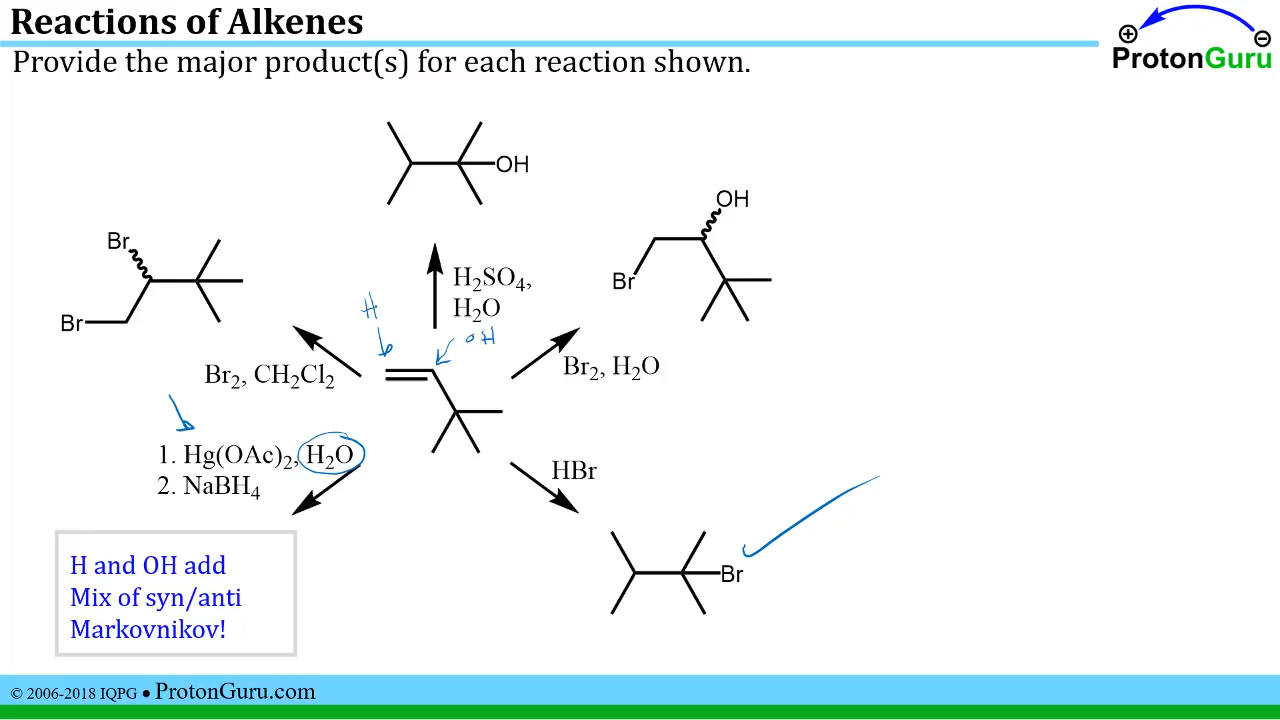 Reactions of Alkenes
Provide the major product(s) for each reaction shown.
ProtonGuru
OH
OH
Br
Br
Br
H₂SO₄,
H₂O
H
OH
Br₂, CH₂Cl₂
Br₂, H₂O
1. Hg(OAc)₂, H₂O
2. NaBH₄
HBr
H and OH add
Mix of syn/anti
Markovnikov!
Br
© 2006-2018 IQPG ● ProtonGuru.com